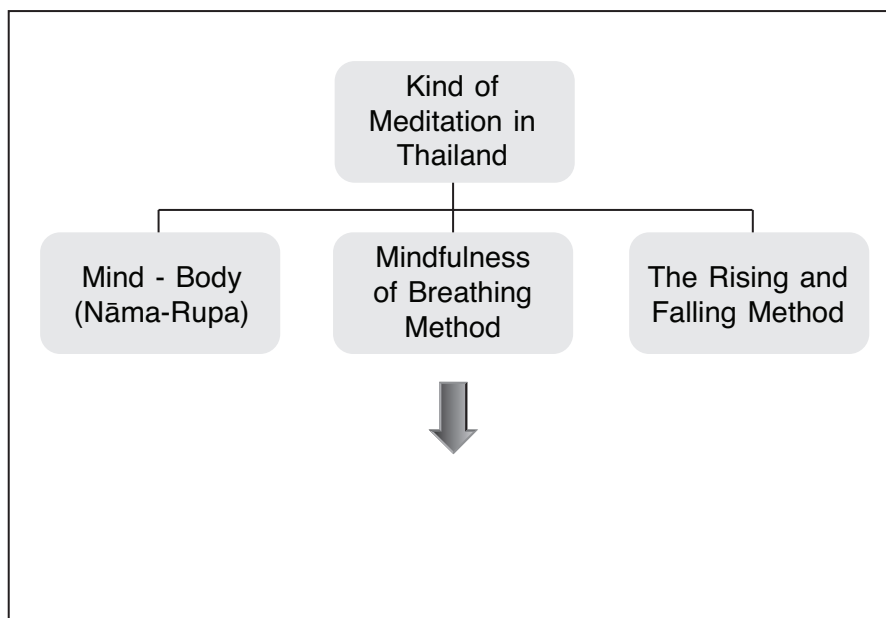 Kind of
Meditation in
Thailand
Mind - Body
(Nāma-Rupa)
Mindfulness
of Breathing
Method
The Rising and
Falling Method